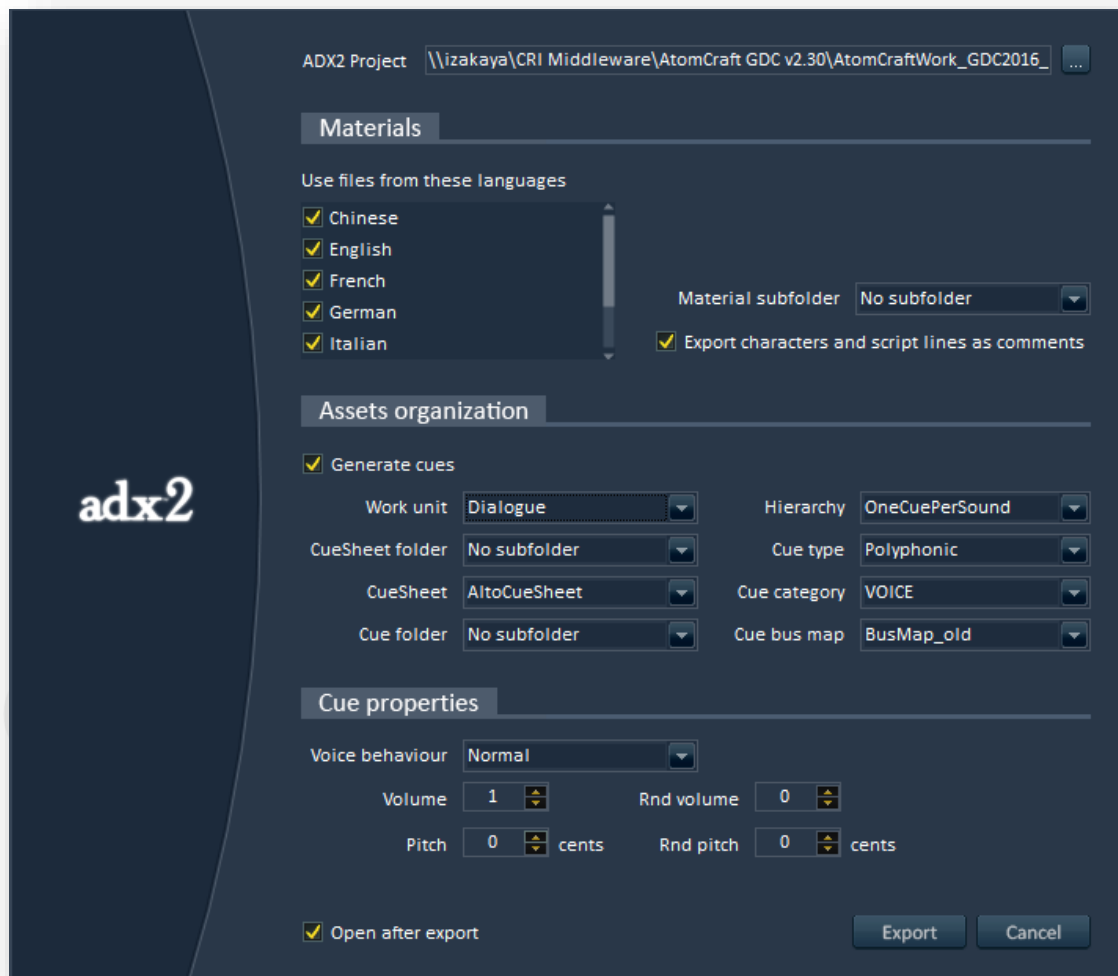 ADX2 Project \\izakaya\CRI Middleware\AtomCraft GDC v2.30\AtomCraftWork_GDC2016_ ...
Materials
Use files from these languages
Chinese
English
French
German
Italian
Material subfolder No subfolder
Export characters and script lines as comments
Assets organization
Generate cues
adx2
Work unit Dialogue Hierarchy OneCuePerSound
CueSheet folder No subfolder Cue type Polyphonic
CueSheet AltoCueSheet Cue category VOICE
Cue folder No subfolder Cue bus map BusMap_old
Cue properties
Voice behaviour Normal
Volume 1 Rnd volume 0
Pitch 0 cents Rnd pitch 0 cents
Open after export Export Cancel